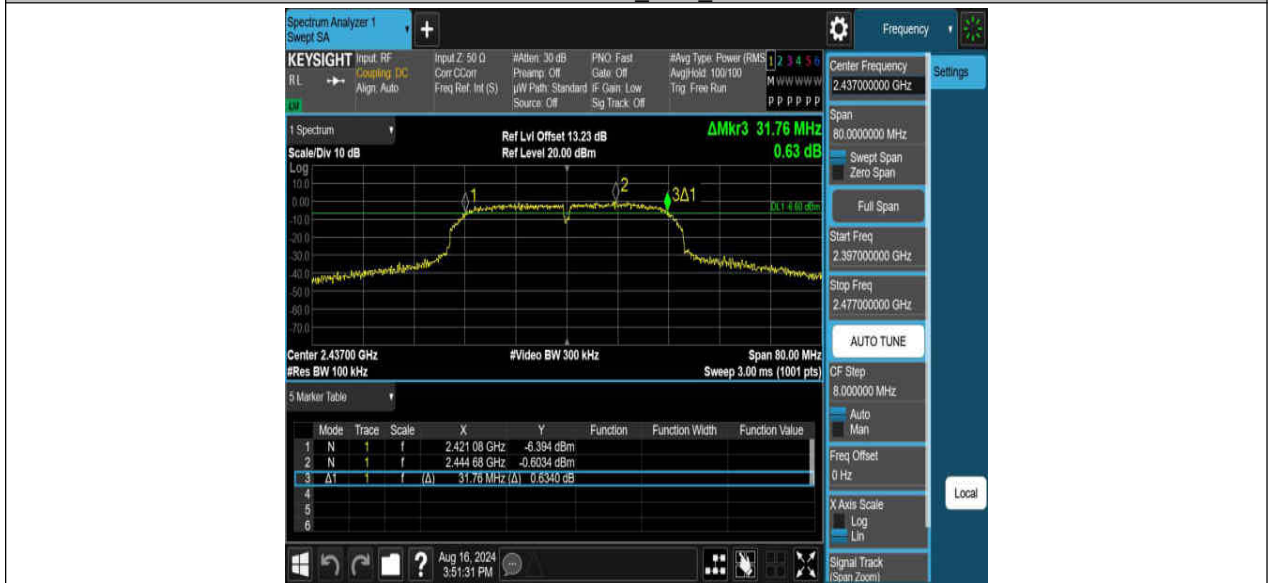 Spectrum Analyzer 1
Swept SA
+
Frequency
KEYSIGHT
RL
Input: RF
Coupling: DC
Align: Auto
Input Z: 50 Ω
Corr CCorr
Freq Ref: Int (S)
#Atten: 30 dB
Preamp: Off
µW Path: Standard
Source: Off
PNO: Fast
Gate: Off
IF Gain: Low
Sig Track: Off
#Avg Type: Power (RMS
Avg|Hold: 100/100
Trig: Free Run
1 2 3 4 5 6
M W W W W W
P P P P P P
1 Spectrum
Scale/Div 10 dB
Ref Lvl Offset 13.23 dB
Ref Level 20.00 dBm
ΔMkr3 31.76 MHz
0.63 dB
Log
10.0
0.00
-10.0
-20.0
-30.0
-40.0
-50.0
-60.0
-70.0
1
2
3Δ1
DL1 -6.60 dBm
Center 2.43700 GHz
#Video BW 300 kHz
Span 80.00 MHz
#Res BW 100 kHz
Sweep 3.00 ms (1001 pts)
5 Marker Table
Mode Trace Scale X Y Function Function Width Function Value
1 N 1 f 2.421 08 GHz -6.394 dBm
2 N 1 f 2.444 68 GHz -0.6034 dBm
3 Δ1 1 f (Δ) 31.76 MHz (Δ) 0.6340 dB
4
5
6
?
Aug 16, 2024
3:51:31 PM
Center Frequency
2.437000000 GHz
Settings
Span
80.0000000 MHz
Swept Span
Zero Span
Full Span
Start Freq
2.397000000 GHz
Stop Freq
2.477000000 GHz
AUTO TUNE
CF Step
8.000000 MHz
Auto
Man
Freq Offset
0 Hz
X Axis Scale
Log
Lin
Local
Signal Track
(Span Zoom)